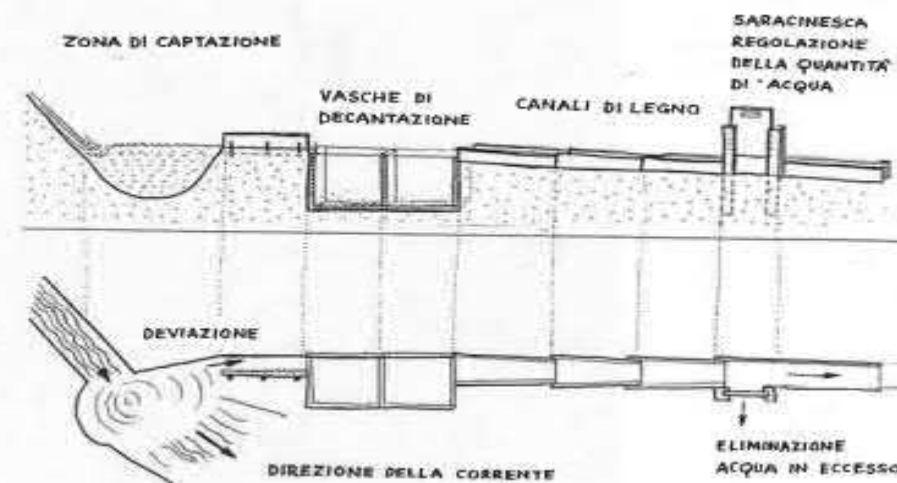 ZONA DI CAPTAZIONE
VASCHE DI
DECANTAZIONE
CANALI DI LEGNO
SARACINESCA
REGOLAZIONE
DELLA QUANTITÀ
DI ACQUA
DEVIAZIONE
DIREZIONE DELLA CORRENTE
ELIMINAZIONE
ACQUA IN ECCESSO